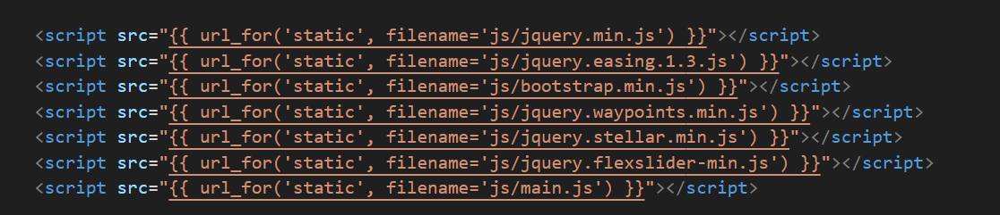 <script src="{{ url_for('static', filename='js/jquery.min.js') }}"></script>
<script src="{{ url_for('static', filename='js/jquery.easing.1.3.js') }}"></script>
<script src="{{ url_for('static', filename='js/bootstrap.min.js') }}"></script>
<script src="{{ url_for('static', filename='js/jquery.waypoints.min.js') }}"></script>
<script src="{{ url_for('static', filename='js/jquery.stellar.min.js') }}"></script>
<script src="{{ url_for('static', filename='js/jquery.flexslider-min.js') }}"></script>
<script src="{{ url_for('static', filename='js/main.js') }}"></script>